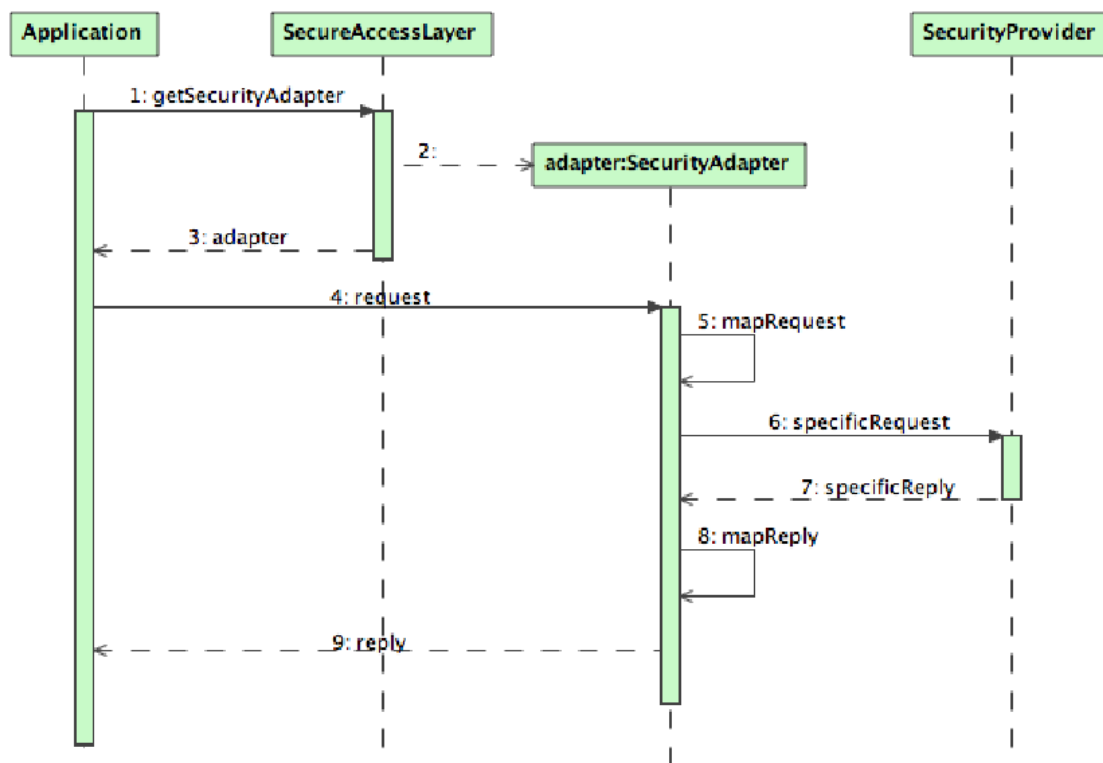 Application
SecureAccessLayer
SecurityProvider
1: getSecurityAdapter
2:
adapter:SecurityAdapter
3: adapter
4: request
5: mapRequest
6: specificRequest
7: specificReply
8: mapReply
9: reply